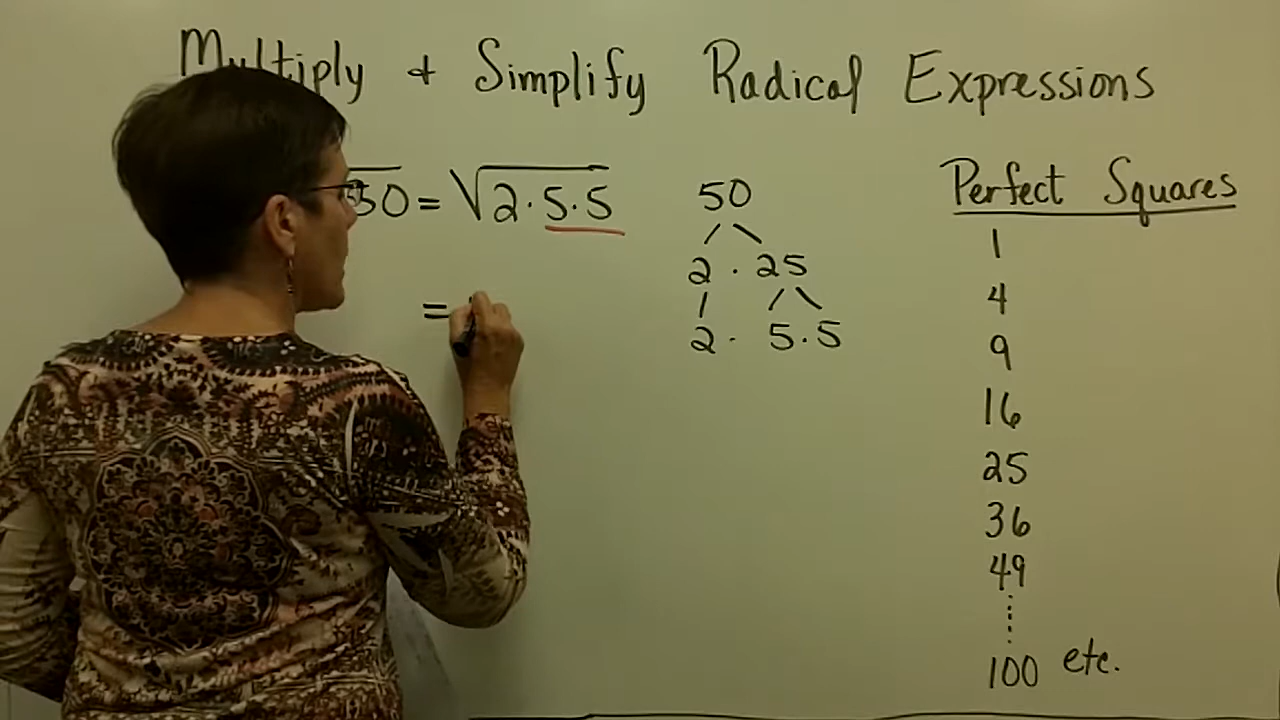 Multiply + Simplify Radical Expressions
√50 = √2·5·5
=
50
2 · 25
2 · 5·5
Perfect Squares
1
4
9
16
25
36
49
100 etc.